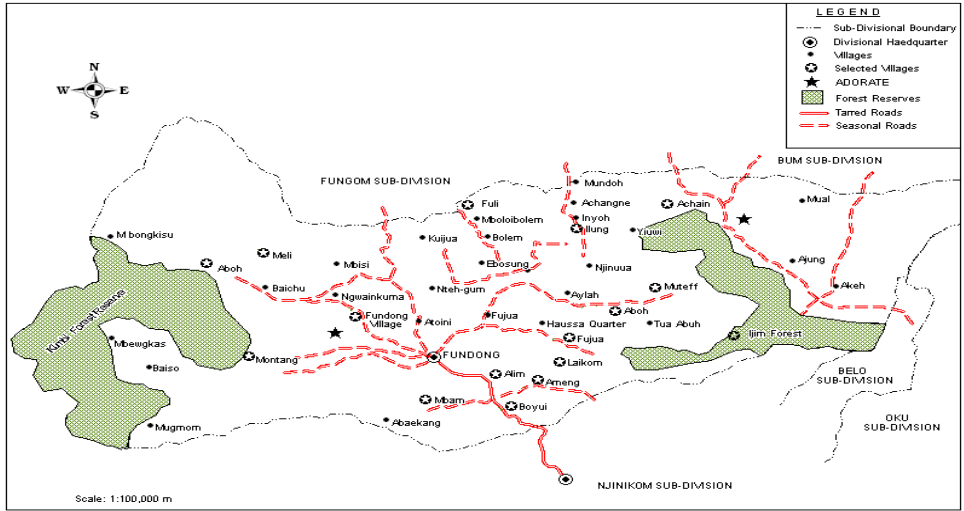 LEGEND
Sub-Divisional Boundary
Divisional Haedquarter
Villages
Selected Villages
ADORATE
Forest Reserves
Tarred Roads
Seasonal Roads
N
W
E
S
BUM SUB-DIVISION
FUNGOM SUB-DIVISION
Mundoh
Fuli
Achangne
Achain
Mual
Mboloibolem
Inyoh
Ilung
Yiuwi
Mbongkisu
Kuijua
Bolem
Meli
Aboh
Mbisi
Ebosung
Njinuua
Ajung
Baichu
Ngwainkuma
Nteh-gum
Aylah
Muteff
Akeh
Kumbi Forest Reserve
Fundong
Village
Atoini
Fujua
Haussa Quarter
Aboh
Tua Abuh
Mbeugkas
Fujua
Ijim Forest
Montang
FUNDONG
Laikom
Baiso
Alim
Ameng
BELO
SUB-DIVISION
Mbam
Boyui
Mugmom
Abaekang
OKU
SUB-DIVISION
NJINIKOM SUB-DIVISION
Scale: 1:100,000 m